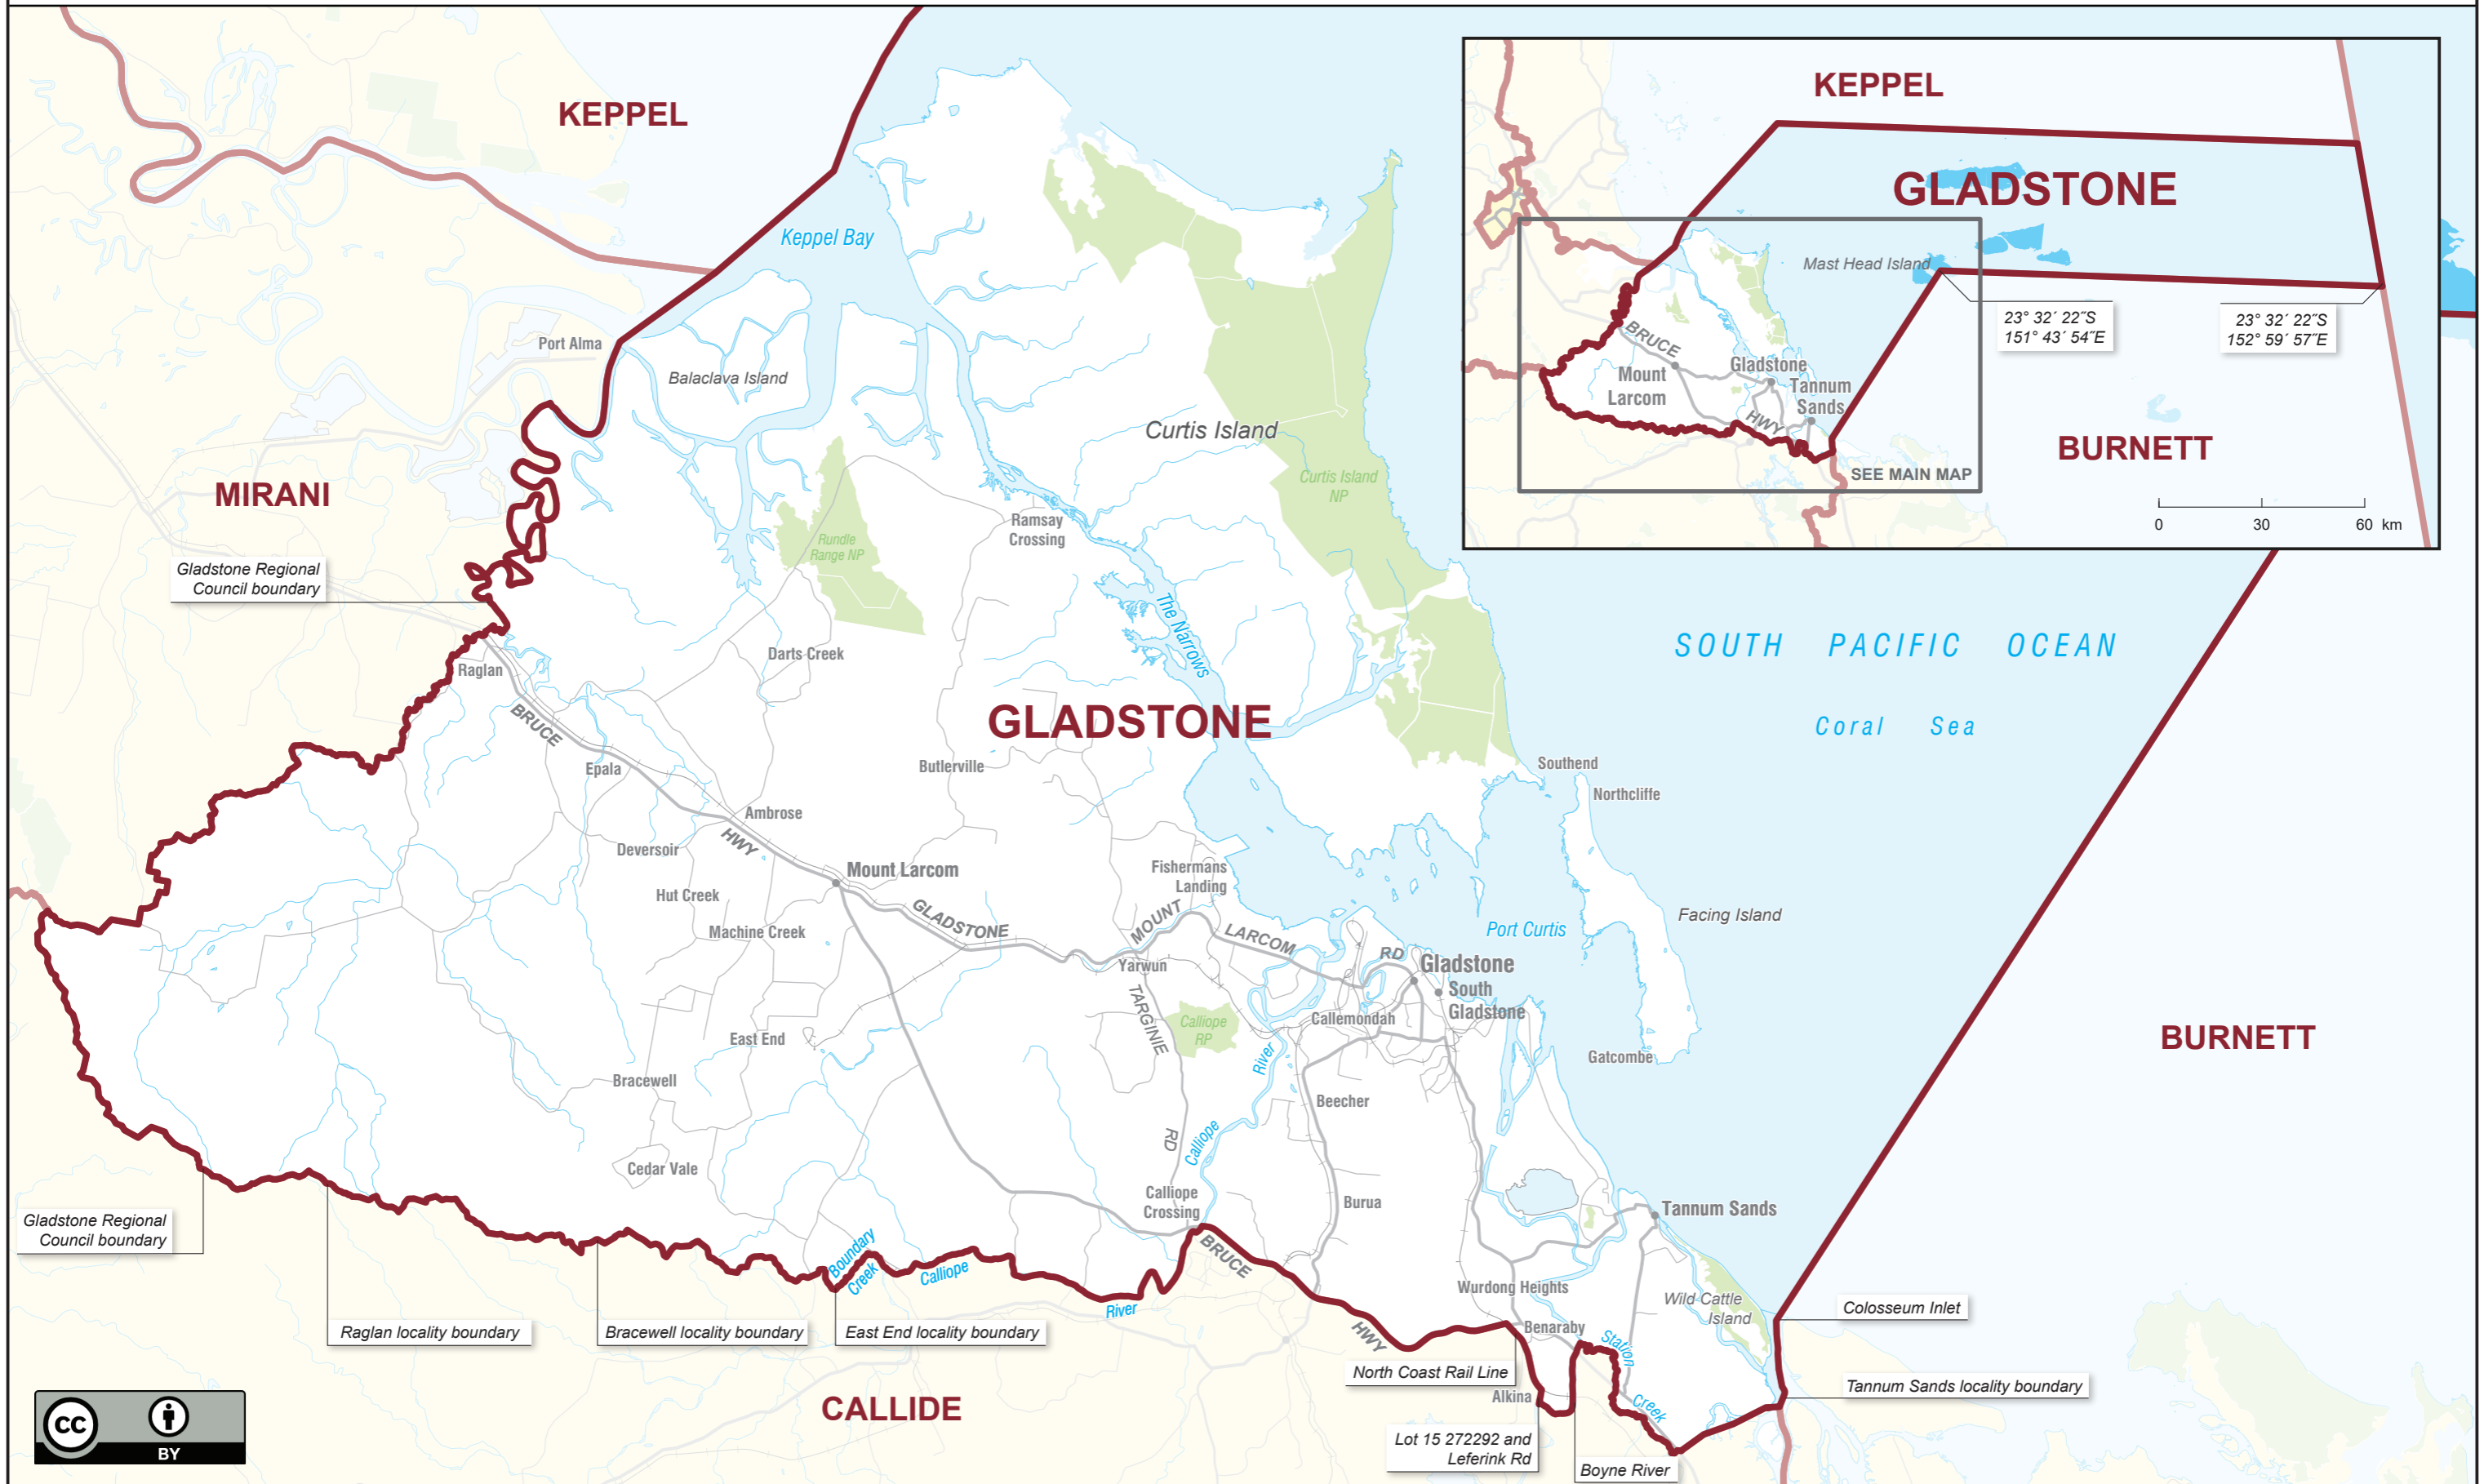 KEPPEL
Keppel Bay
Port Alma
Balaclava Island
Curtis Island
Curtis Island
NP
MIRANI
Ramsay
Crossing
Rundle
Range NP
Gladstone Regional
Council boundary
The Narrows
Raglan
Darts Creek
BRUCE
GLADSTONE
SOUTH PACIFIC OCEAN
Coral Sea
Epala
Butlerville
Southend
Northcliffe
Ambrose
HWY
Deversoir
Mount Larcom
Fishermans
Landing
Hut Creek
GLADSTONE
MOUNT
LARCOM
RD
Machine Creek
Port Curtis
Facing Island
Yarwun
Gladstone
South
Gladstone
TARGINIE
RD
Calliope
RP
Callemondah
East End
River
Calliope
Gatcombe
BURNETT
Bracewell
Beecher
Cedar Vale
Calliope
Crossing
Burua
Tannum Sands
Gladstone Regional
Council boundary
Boundary
Creek
Calliope
River
BRUCE
HWY
Wurdong Heights
Wild Cattle
Island
Colosseum Inlet
Raglan locality boundary
Bracewell locality boundary
East End locality boundary
Benaraby
Station
Creek
North Coast Rail Line
Tannum Sands locality boundary
Alkina
CALLIDE
Lot 15 272292 and
Leferink Rd
Boyne River
cc
BY
KEPPEL
GLADSTONE
Mast Head Island
23° 32´ 22˝S
151° 43´ 54˝E
23° 32´ 22˝S
152° 59´ 57˝E
BRUCE
Mount
Larcom
Gladstone
Tannum
Sands
HWY
BURNETT
SEE MAIN MAP
0 30 60 km